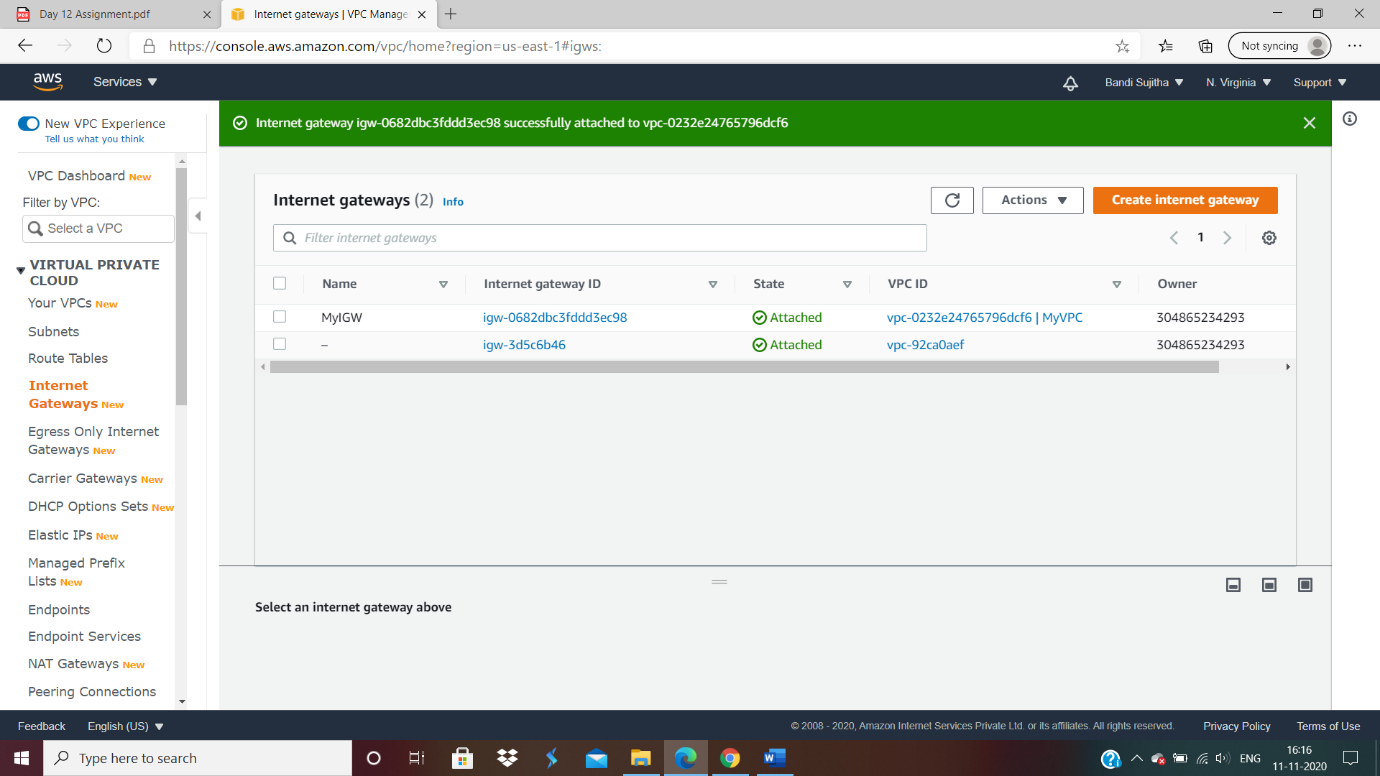 Day 12 Assignment.pdf
Internet gateways | VPC Manage
https://console.aws.amazon.com/vpc/home?region=us-east-1#igws:
Not syncing
aws
Services
Bandi Sujitha
N. Virginia
Support
New VPC Experience
Tell us what you think
Internet gateway igw-0682dbc3fddd3ec98 successfully attached to vpc-0232e24765796dcf6
VPC Dashboard New
Filter by VPC:
Select a VPC
VIRTUAL PRIVATE
CLOUD
Your VPCs New
Subnets
Route Tables
Internet
Gateways New
Egress Only Internet
Gateways New
Carrier Gateways New
DHCP Options Sets New
Elastic IPs New
Managed Prefix
Lists New
Endpoints
Endpoint Services
NAT Gateways New
Peering Connections
Internet gateways (2) Info
Actions
Create internet gateway
Filter internet gateways
1
Name Internet gateway ID State VPC ID Owner
MyIGW igw-0682dbc3fddd3ec98 Attached vpc-0232e24765796dcf6 | MyVPC 304865234293
– igw-3d5c6b46 Attached vpc-92ca0aef 304865234293
Select an internet gateway above
Feedback
English (US)
© 2008 - 2020, Amazon Internet Services Private Ltd. or its affiliates. All rights reserved.
Privacy Policy
Terms of Use
Type here to search
ENG
16:16
11-11-2020